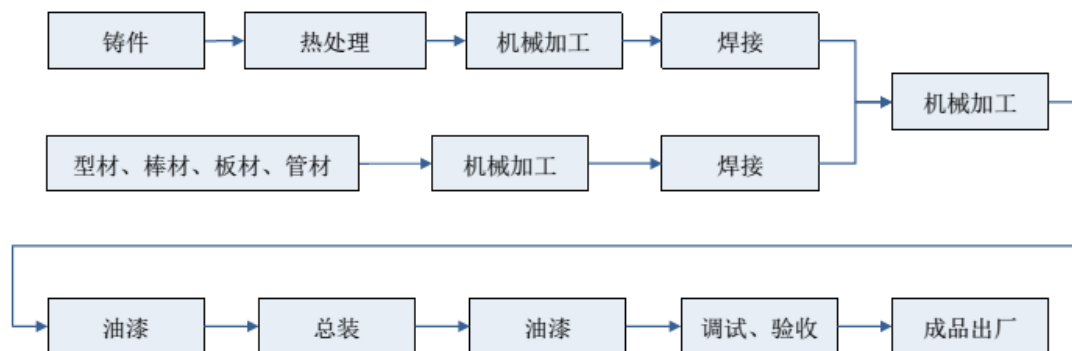 铸件
热处理
机械加工
焊接
机械加工
型材、棒材、板材、管材
机械加工
焊接
油漆
总装
油漆
调试、验收
成品出厂